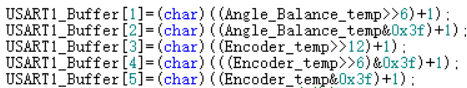 USART1_Buffer[1]=(char)((Angle_Balance_temp>>6)+1);
USART1_Buffer[2]=(char)((Angle_Balance_temp&0x3f)+1);
USART1_Buffer[3]=(char)((Encoder_temp>>12)+1);
USART1_Buffer[4]=(char)(((Encoder_temp>>6)&0x3f)+1);
USART1_Buffer[5]=(char)((Encoder_temp&0x3f)+1);